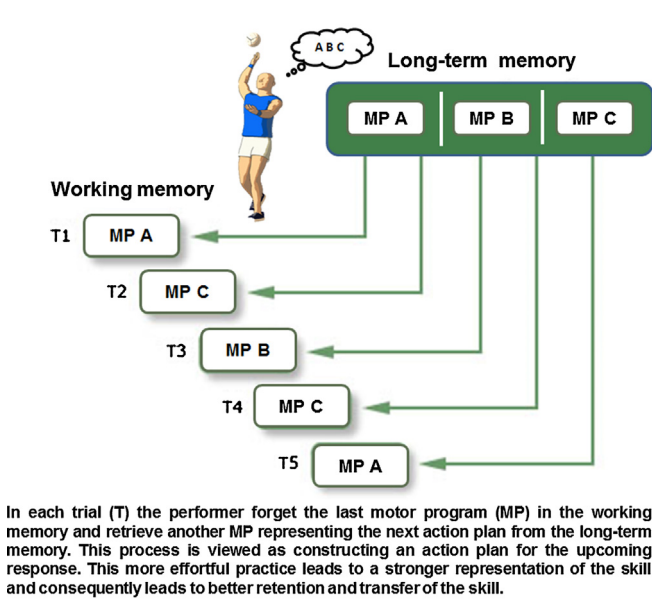 A B C
Long-term memory
MP A
MP B
MP C
Working memory
T1
MP A
T2
MP C
T3
MP B
T4
MP C
T5
MP A
In each trial (T) the performer forget the last motor program (MP) in the working
memory and retrieve another MP representing the next action plan from the long-term
memory. This process is viewed as constructing an action plan for the upcoming
response. This more effortful practice leads to a stronger representation of the skill
and consequently leads to better retention and transfer of the skill.